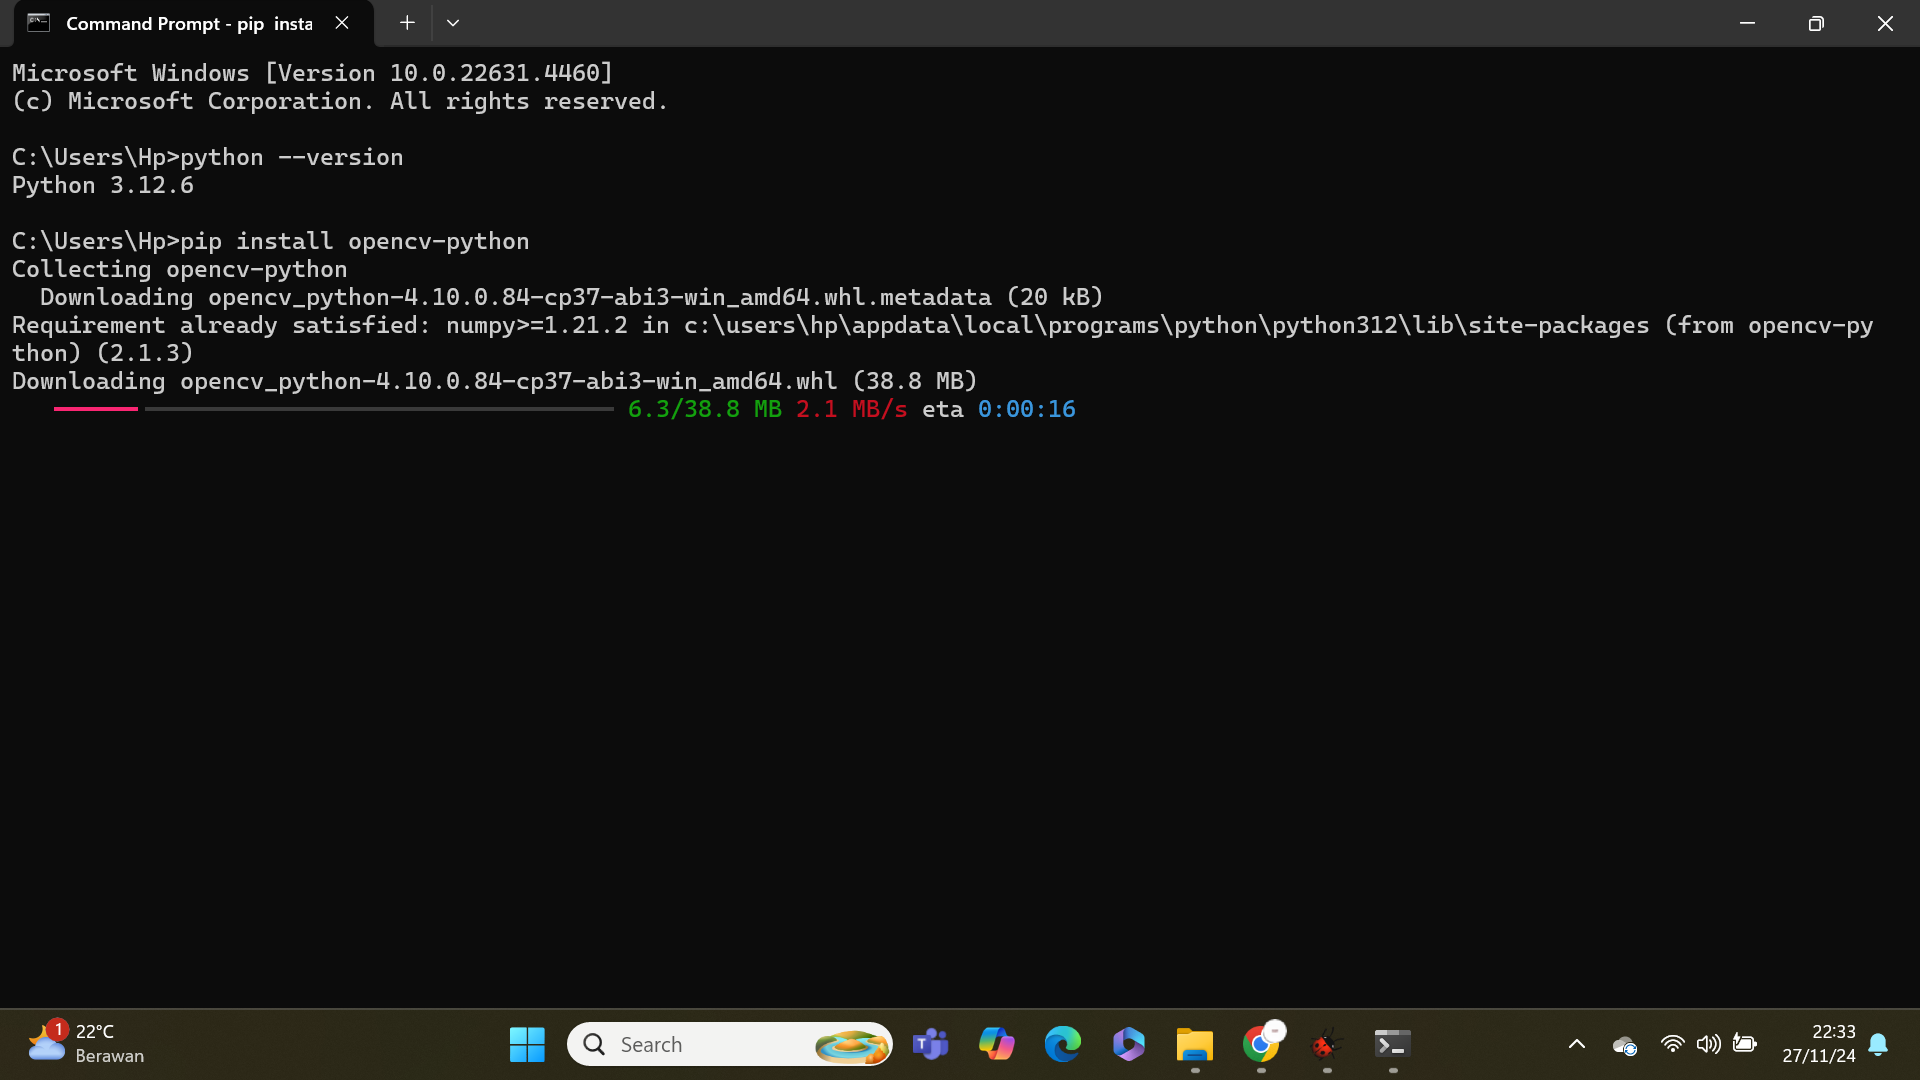 Command Prompt - pip insta
Microsoft Windows [Version 10.0.22631.4460]
(c) Microsoft Corporation. All rights reserved.
C:\Users\Hp>python --version
Python 3.12.6
C:\Users\Hp>pip install opencv-python
Collecting opencv-python
Downloading opencv_python-4.10.0.84-cp37-abi3-win_amd64.whl.metadata (20 kB)
Requirement already satisfied: numpy>=1.21.2 in c:\users\hp\appdata\local\programs\python\python312\lib\site-packages (from opencv-py
thon) (2.1.3)
Downloading opencv_python-4.10.0.84-cp37-abi3-win_amd64.whl (38.8 MB)
6.3/38.8 MB 2.1 MB/s eta 0:00:16
1
22°C
Berawan
Search
22:33
27/11/24